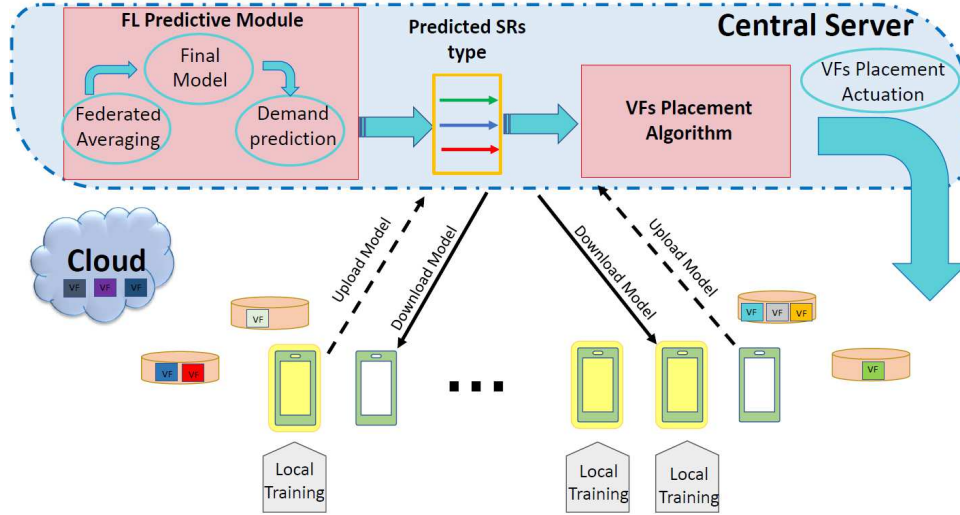 FL Predictive Module
Final
Model
Federated
Averaging
Demand
prediction
Predicted SRs
type
Central Server
VFs Placement
Algorithm
VFs Placement
Actuation
Cloud
VF
VF
VF
Upload Model
Download Model
Download Model
Upload Model
VF
VF
VF
VF
VF
VF
VF
Local
Training
Local
Training
Local
Training